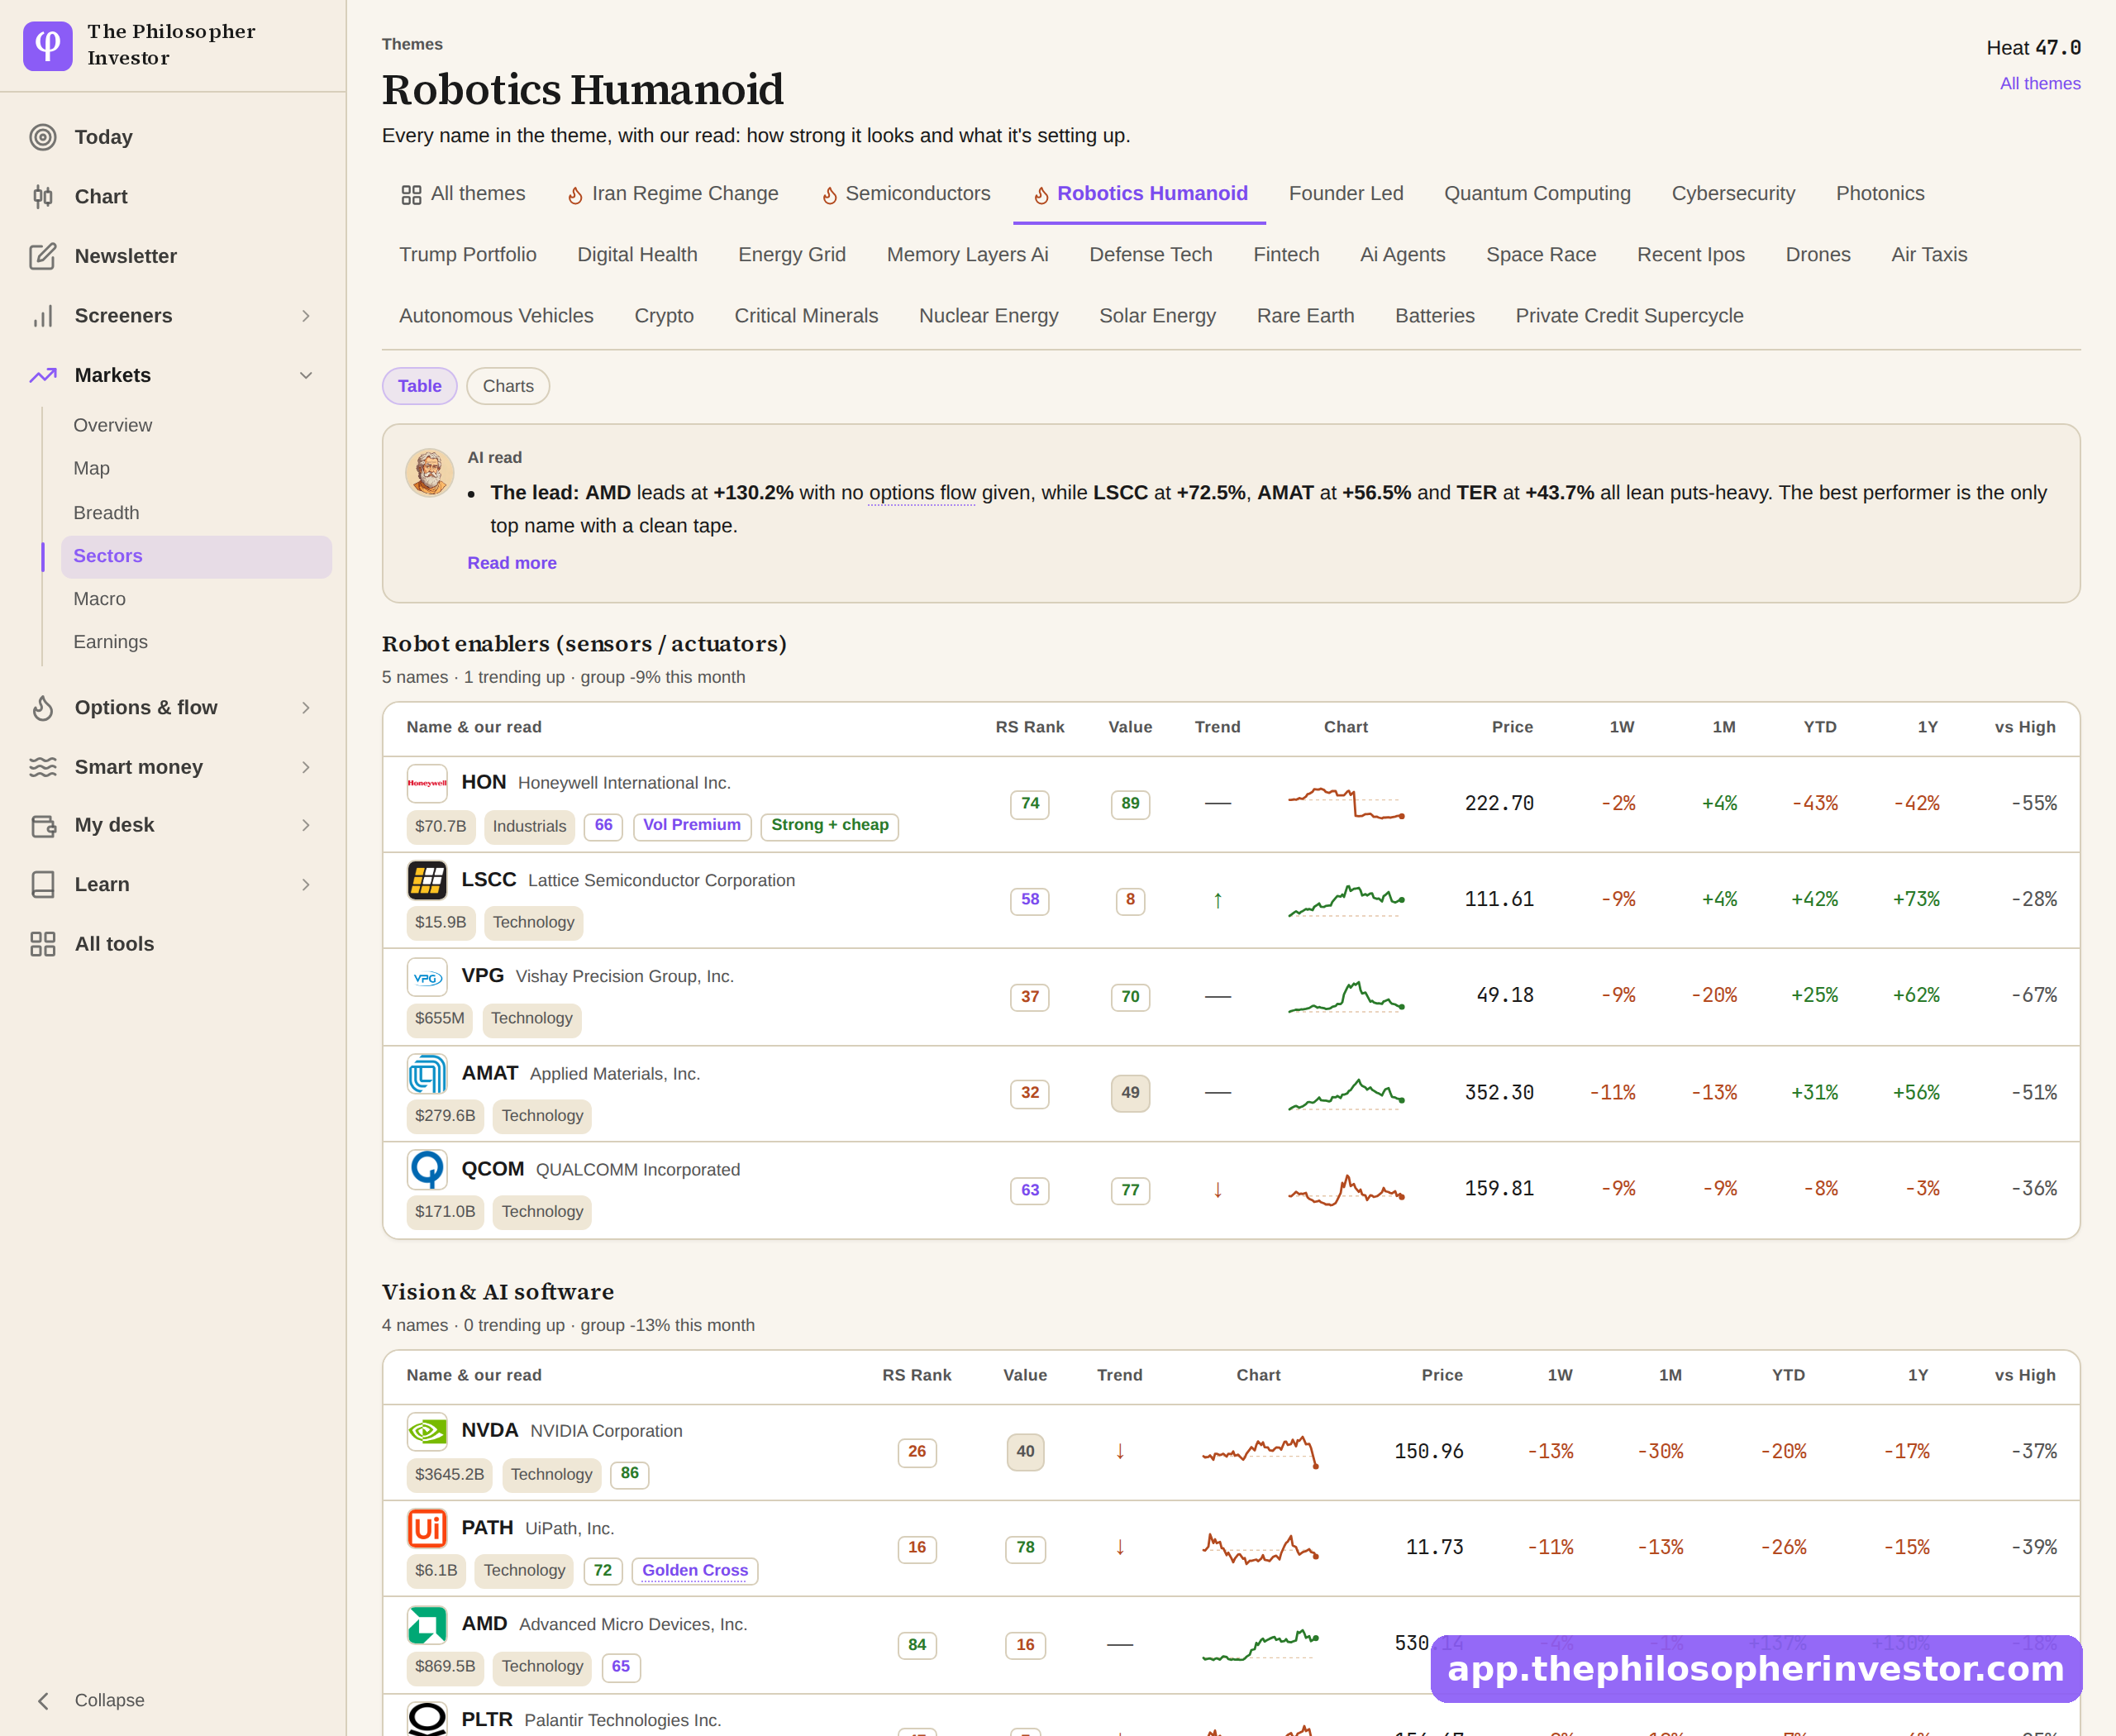 φ The Philosopher
Investor
Today
Chart
Newsletter
Screeners
Markets
Overview
Map
Breadth
Sectors
Macro
Earnings
Options & flow
Smart money
My desk
Learn
All tools
Collapse
Themes
Heat 47.0
Robotics Humanoid
All themes
Every name in the theme, with our read: how strong it looks and what it's setting up.
All themes Iran Regime Change Semiconductors Robotics Humanoid Founder Led Quantum Computing Cybersecurity Photonics
Trump Portfolio Digital Health Energy Grid Memory Layers Ai Defense Tech Fintech Ai Agents Space Race Recent Ipos Drones Air Taxis
Autonomous Vehicles Crypto Critical Minerals Nuclear Energy Solar Energy Rare Earth Batteries Private Credit Supercycle
Table Charts
AI read
• The lead: AMD leads at +130.2% with no options flow given, while LSCC at +72.5%, AMAT at +56.5% and TER at +43.7% all lean puts-heavy. The best performer is the only
top name with a clean tape.
Read more
Robot enablers (sensors / actuators)
5 names · 1 trending up · group -9% this month
Name & our read RS Rank Value Trend Chart Price 1W 1M YTD 1Y vs High
Honeywell HON Honeywell International Inc.
74 89 — 222.70 -2% +4% -43% -42% -55%
$70.7B Industrials 66 Vol Premium Strong + cheap
LSCC Lattice Semiconductor Corporation
58 8 ↑ 111.61 -9% +4% +42% +73% -28%
$15.9B Technology
VPG VPG Vishay Precision Group, Inc.
37 70 — 49.18 -9% -20% +25% +62% -67%
$655M Technology
AMAT Applied Materials, Inc.
32 49 — 352.30 -11% -13% +31% +56% -51%
$279.6B Technology
QCOM QUALCOMM Incorporated
63 77 ↓ 159.81 -9% -9% -8% -3% -36%
$171.0B Technology
Vision & AI software
4 names · 0 trending up · group -13% this month
Name & our read RS Rank Value Trend Chart Price 1W 1M YTD 1Y vs High
NVDA NVIDIA Corporation
26 40 ↓ 150.96 -13% -30% -20% -17% -37%
$3645.2B Technology 86
Ui PATH UiPath, Inc.
16 78 ↓ 11.73 -11% -13% -26% -15% -39%
$6.1B Technology 72 Golden Cross
AMD Advanced Micro Devices, Inc.
84 16 — 530.14 -4% -1% +137% +130% -18%
$869.5B Technology 65
app.thephilosopherinvestor.com
PLTR Palantir Technologies Inc.